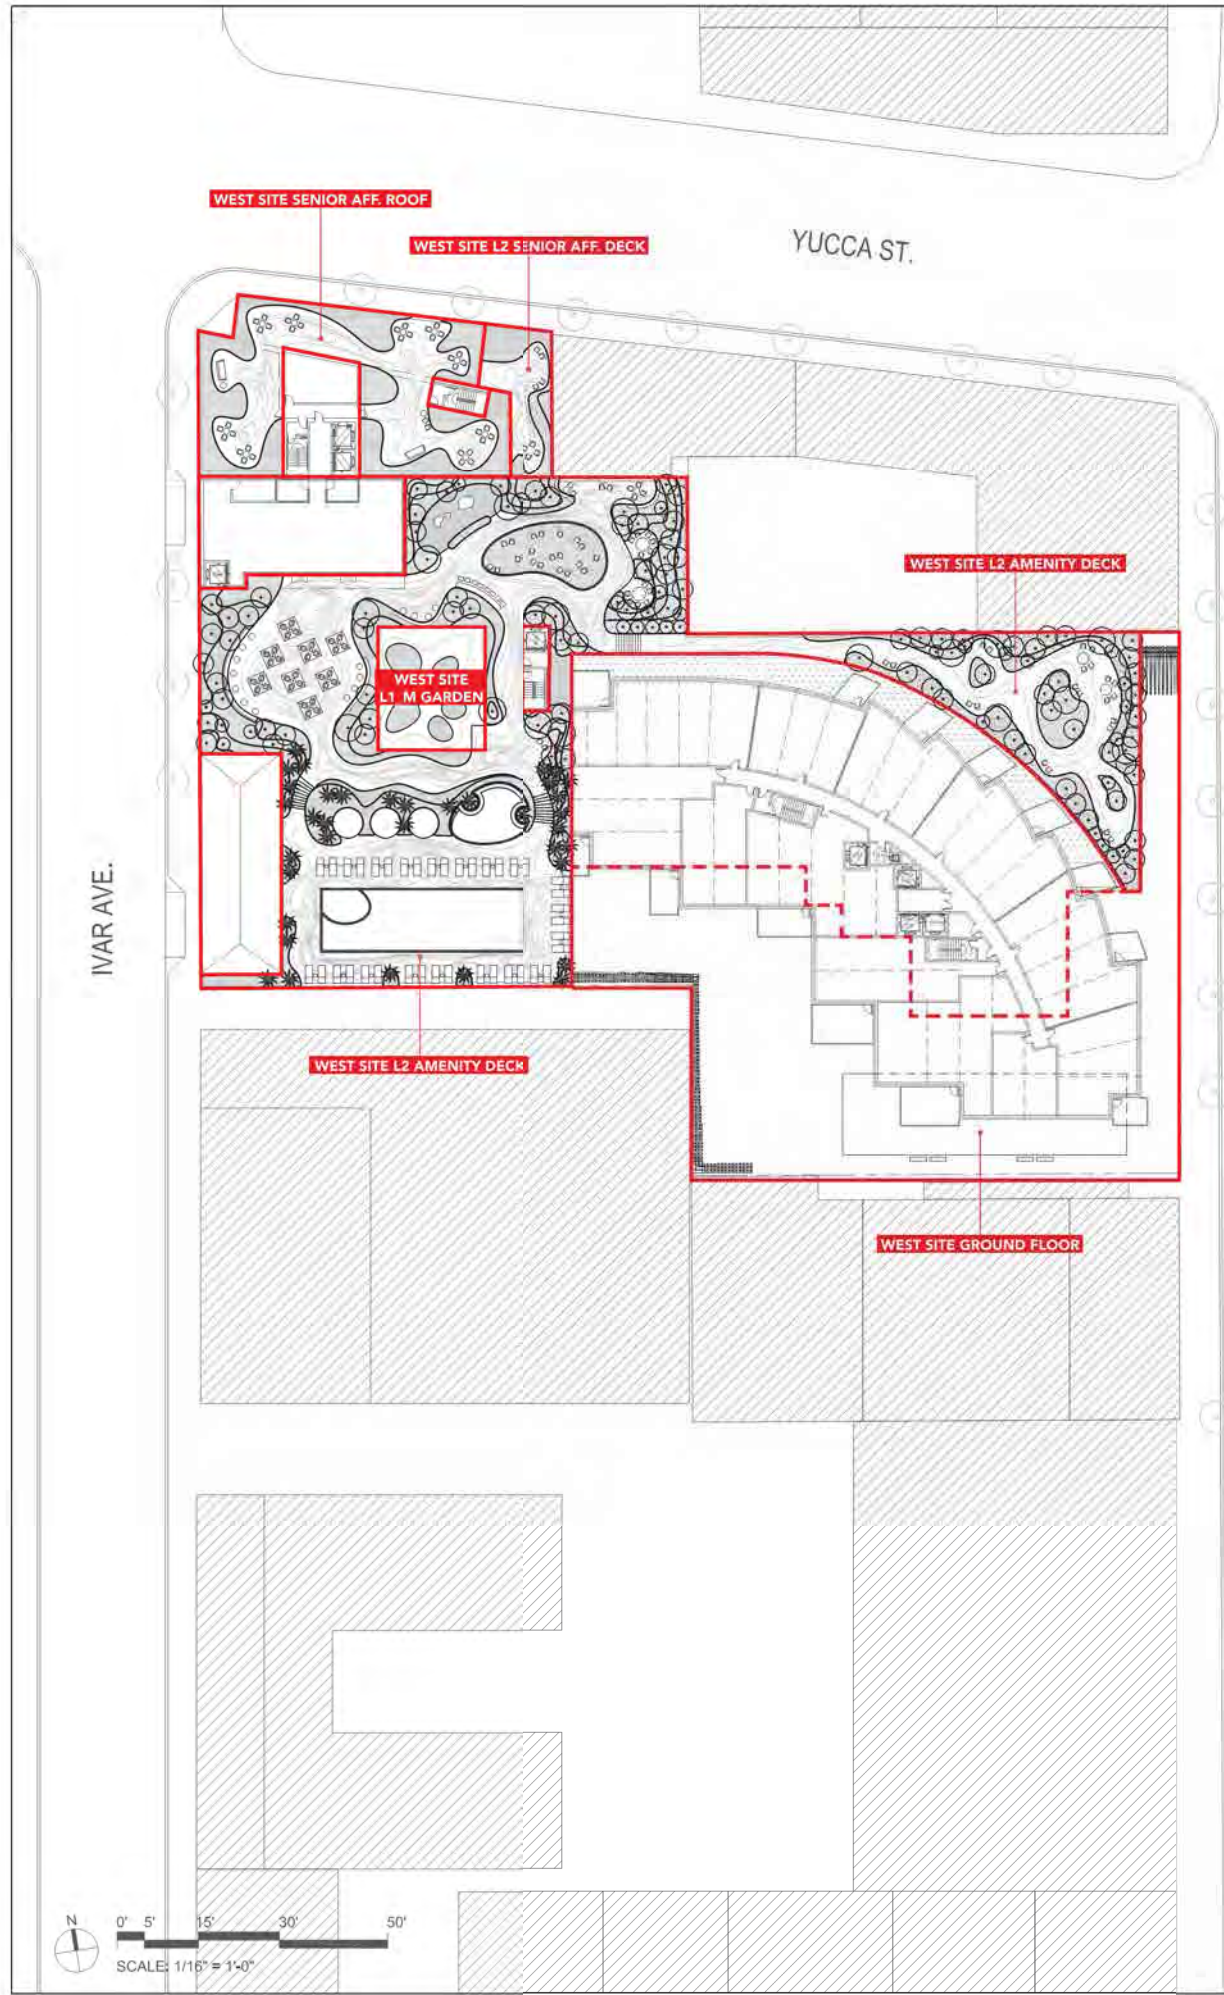 WEST SITE SENIOR AFF. ROOF
WEST SITE L2 SENIOR AFF. DECK
YUCCA ST.
WEST SITE L2 AMENITY DECK
WEST SITE
L1 M GARDEN
IVAR AVE.
WEST SITE L2 AMENITY DECK
WEST SITE GROUND FLOOR
N
0' 5' 15' 30' 50'
SCALE: 1/16" = 1'-0"